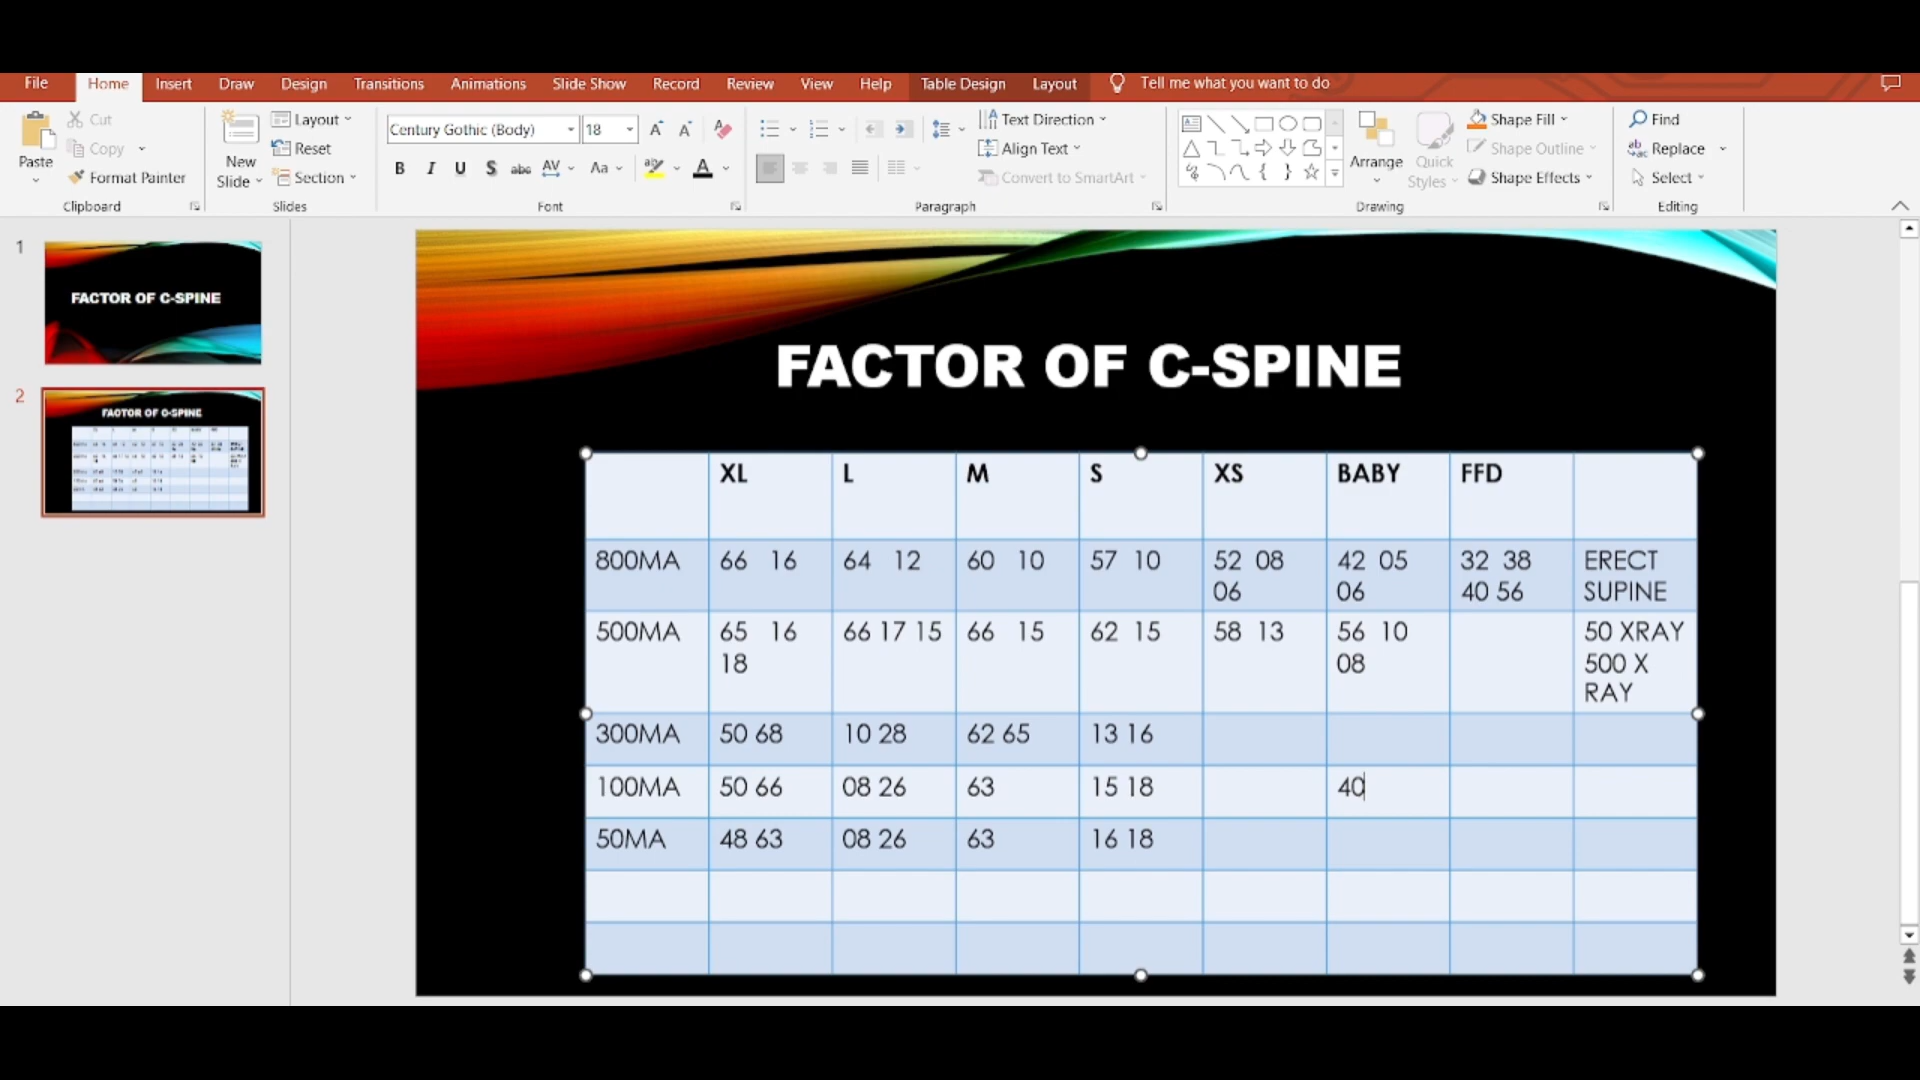 File Home Insert Draw Design Transitions Animations Slide Show Record Review View Help Table Design Layout Tell me what you want to do
Paste
Cut
Copy
Format Painter
Clipboard
New
Slide
Layout
Reset
Section
Slides
Century Gothic (Body) 18
B I U S abc AV Aa A
Font
Text Direction
Align Text
Convert to SmartArt
Paragraph
Arrange
Quick
Styles
Shape Fill
Shape Outline
Shape Effects
Drawing
Find
Replace
Select
Editing
1
FACTOR OF C-SPINE
2
FACTOR OF C-SPINE
FACTOR OF C-SPINE
XL L M S XS BABY FFD
800MA 66 16 64 12 60 10 57 10 52 08 42 05 32 38 ERECT
06 06 40 56 SUPINE
500MA 65 16 66 17 15 66 15 62 15 58 13 56 10 50 XRAY
18 08 500 X
RAY
300MA 50 68 10 28 62 65 13 16
100MA 50 66 08 26 63 15 18 40
50MA 48 63 08 26 63 16 18